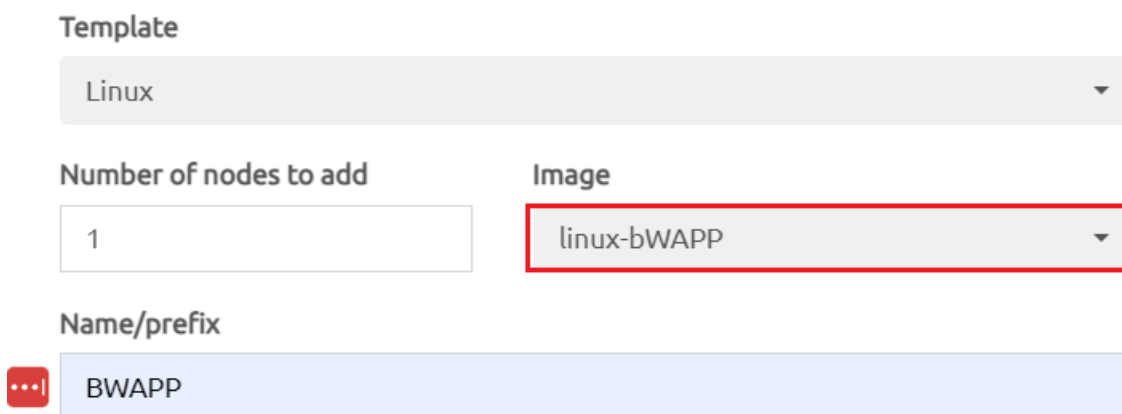 Template
Linux
Number of nodes to add
Image
1
linux-bWAPP
Name/prefix
BWAPP